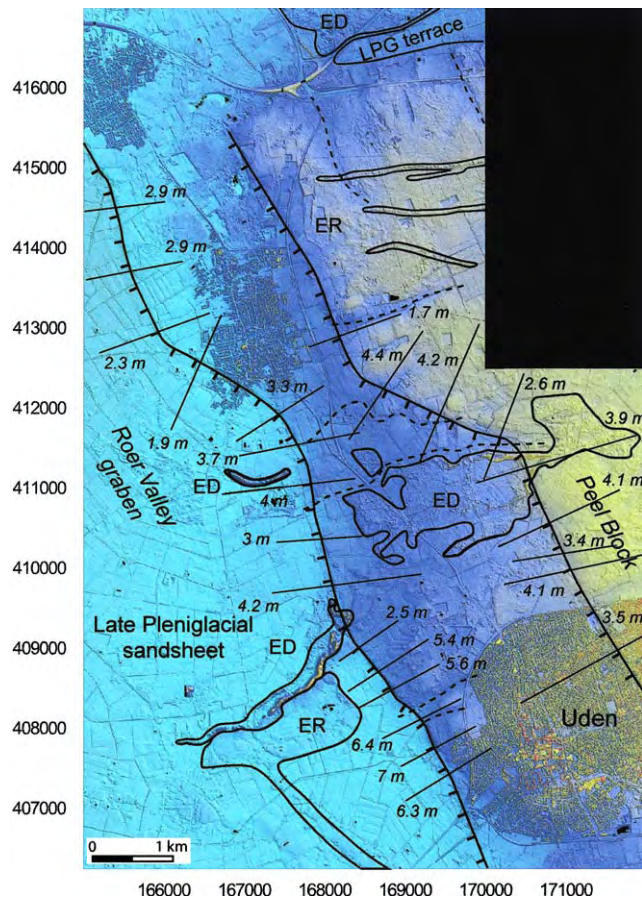 ED
LPG terrace
416000
415000
2.9 m
ER
414000
2.9 m
413000
1.7 m
2.3 m
4.4 m
4.2 m
3.3 m
2.6 m
412000
1.9 m
3.7 m
3.9 m
Roer Valley
graben
411000
ED
4 m
ED
4.1 m
Peel Block
3 m
3.4 m
410000
4.2 m
4.1 m
2.5 m
3.5 m
409000
Late Pleniglacial
sandsheet
ED
5.4 m
5.6 m
408000
ER
Uden
6.4 m
7 m
407000
6.3 m
0 1 km
166000 167000 168000 169000 170000 171000